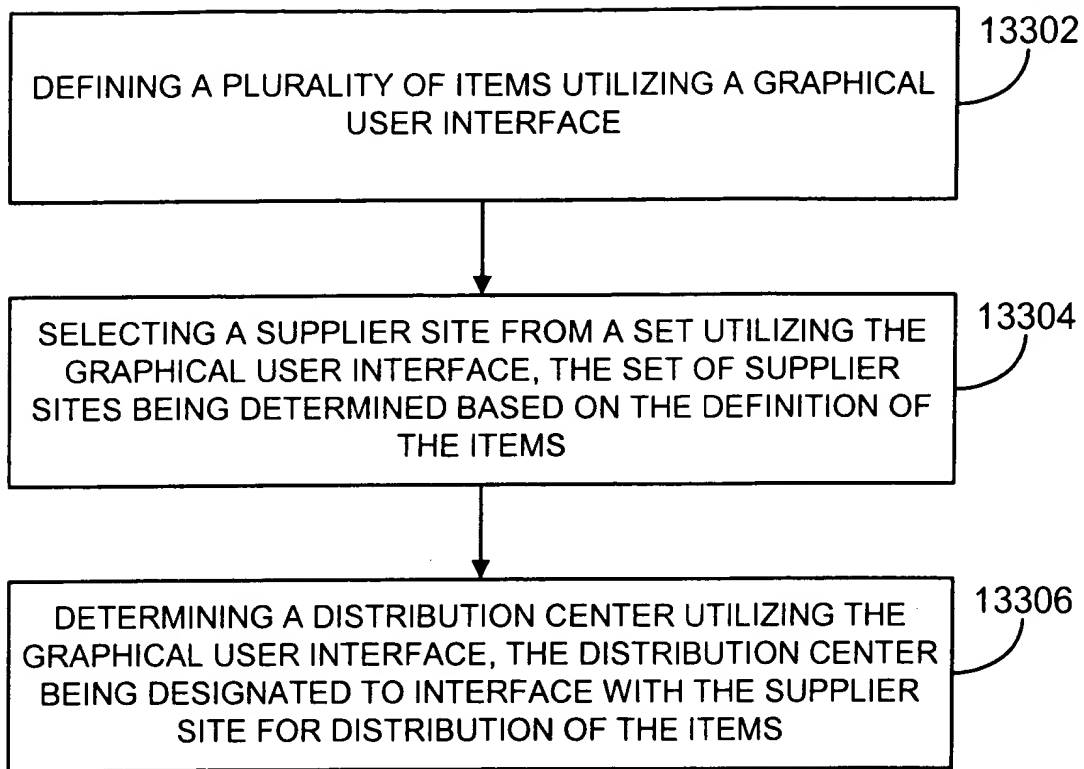 13302
DEFINING A PLURALITY OF ITEMS UTILIZING A GRAPHICAL
USER INTERFACE
13304
SELECTING A SUPPLIER SITE FROM A SET UTILIZING THE
GRAPHICAL USER INTERFACE, THE SET OF SUPPLIER
SITES BEING DETERMINED BASED ON THE DEFINITION OF
THE ITEMS
13306
DETERMINING A DISTRIBUTION CENTER UTILIZING THE
GRAPHICAL USER INTERFACE, THE DISTRIBUTION CENTER
BEING DESIGNATED TO INTERFACE WITH THE SUPPLIER
SITE FOR DISTRIBUTION OF THE ITEMS